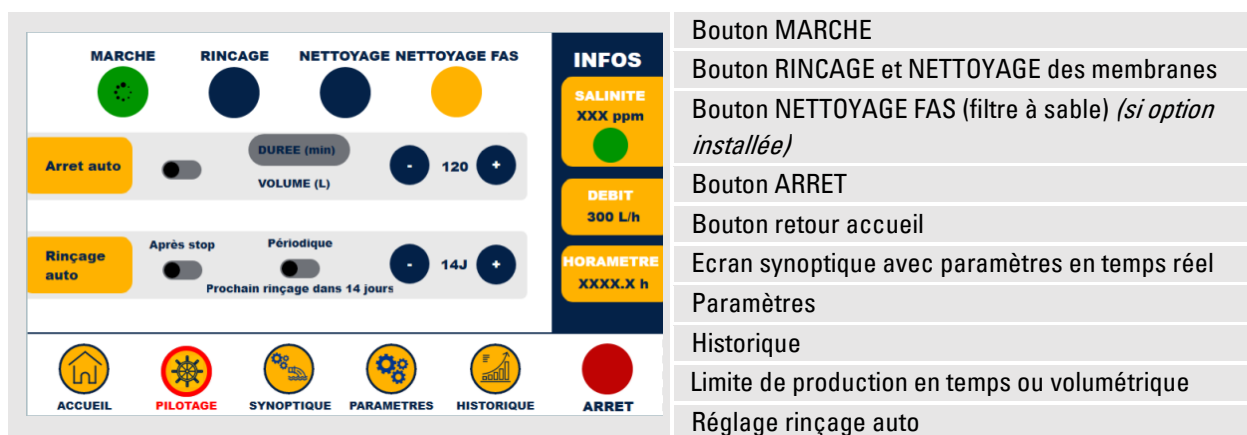 MARCHE RINCAGE NETTOYAGE NETTOYAGE FAS
Arret auto
DUREE (min)
VOLUME (L)
- 120 +
Rinçage
auto
Après stop
Périodique
- 14J +
Prochain rinçage dans 14 jours
INFOS
SALINITE
XXX ppm
DEBIT
300 L/h
HORAMETRE
XXXX.X h
ACCUEIL PILOTAGE SYNOPTIQUE PARAMETRES HISTORIQUE ARRET
Bouton MARCHE
Bouton RINCAGE et NETTOYAGE des membranes
Bouton NETTOYAGE FAS (filtre à sable) (si option
installée)
Bouton ARRET
Bouton retour accueil
Ecran synoptique avec paramètres en temps réel
Paramètres
Historique
Limite de production en temps ou volumétrique
Réglage rinçage auto